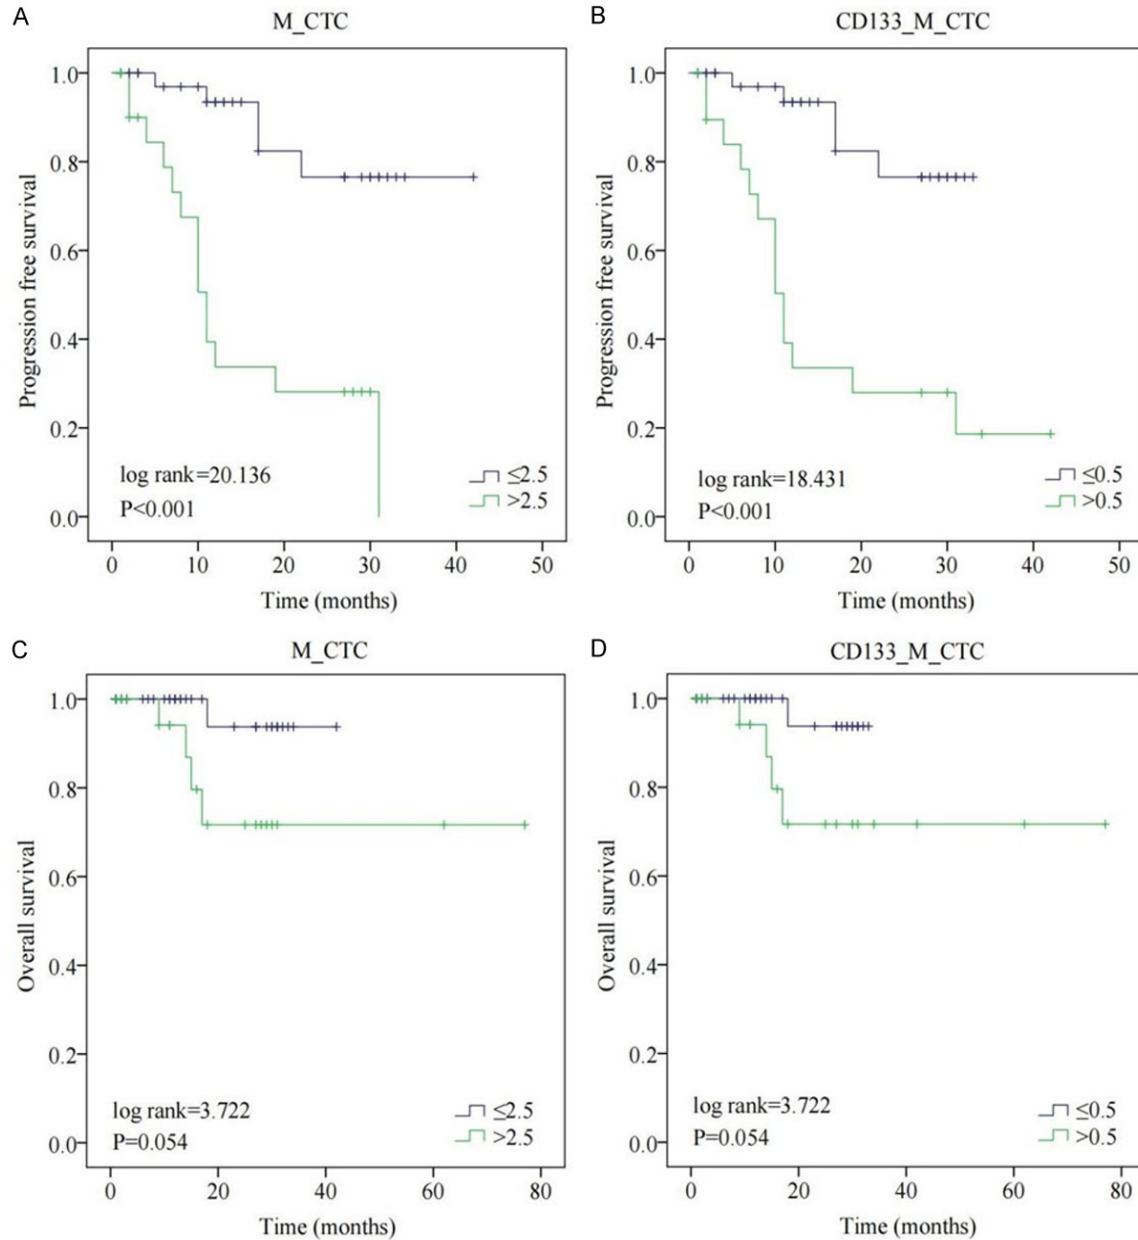 A
M_CTC
Progression free survival
1.0
0.8
0.6
0.4
0.2
0.0
log rank=20.136
P<0.001
≤2.5
>2.5
0 10 20 30 40 50
Time (months)
B
CD133_M_CTC
Progression free survival
1.0
0.8
0.6
0.4
0.2
0.0
log rank=18.431
P<0.001
≤0.5
>0.5
0 10 20 30 40 50
Time (months)
C
M_CTC
Overall survival
1.0
0.8
0.6
0.4
0.2
0.0
log rank=3.722
P=0.054
≤2.5
>2.5
0 20 40 60 80
Time (months)
D
CD133_M_CTC
Overall survival
1.0
0.8
0.6
0.4
0.2
0.0
log rank=3.722
P=0.054
≤0.5
>0.5
0 20 40 60 80
Time (months)